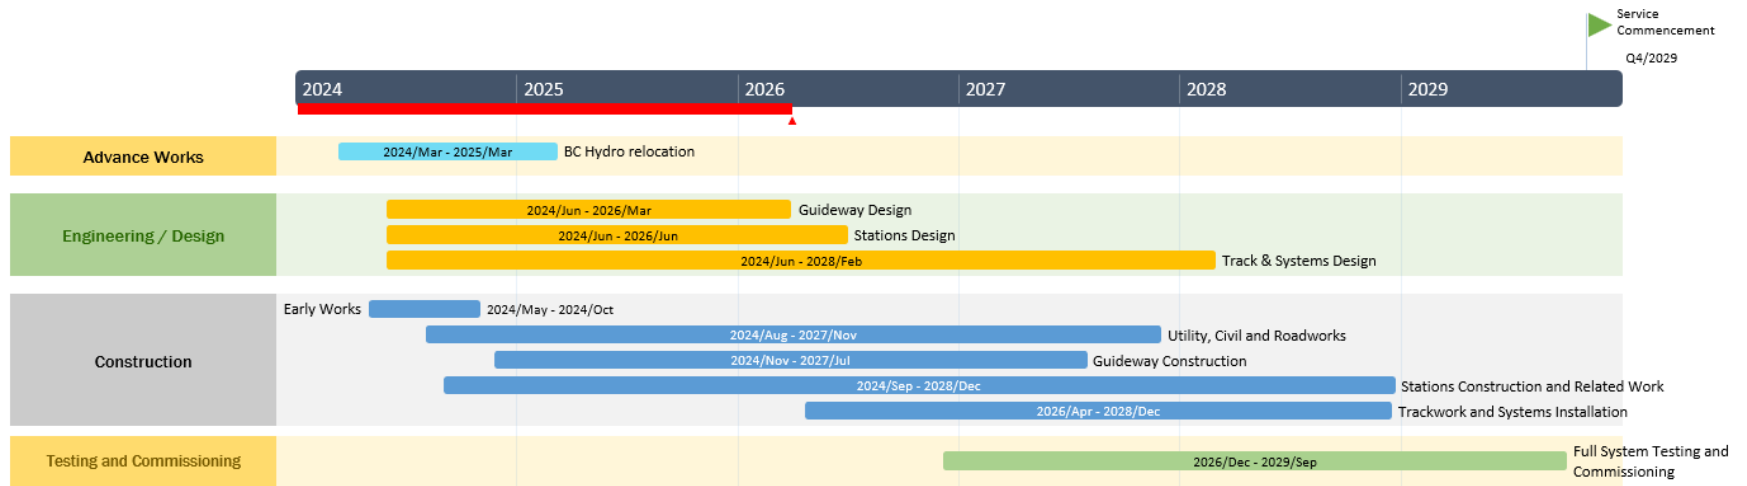 Service
Commencement
Q4/2029
2024 2025 2026 2027 2028 2029
Advance Works
2024/Mar - 2025/Mar BC Hydro relocation
Engineering / Design
2024/Jun - 2026/Mar Guideway Design
2024/Jun - 2026/Jun Stations Design
2024/Jun - 2028/Feb Track & Systems Design
Construction
Early Works 2024/May - 2024/Oct
2024/Aug - 2027/Nov Utility, Civil and Roadworks
2024/Nov - 2027/Jul Guideway Construction
2024/Sep - 2028/Dec Stations Construction and Related Work
2026/Apr - 2028/Dec Trackwork and Systems Installation
Testing and Commissioning
2026/Dec - 2029/Sep Full System Testing and
Commissioning